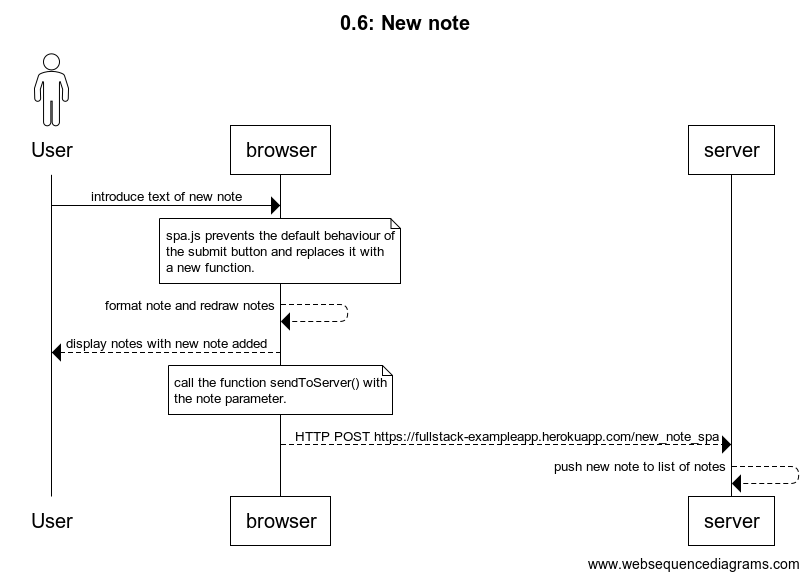 0.6: New note
User
browser
server
introduce text of new note
spa.js prevents the default behaviour of
the submit button and replaces it with
a new function.
format note and redraw notes
display notes with new note added
call the function sendToServer() with
the note parameter.
HTTP POST https://fullstack-exampleapp.herokuapp.com/new_note_spa
push new note to list of notes
User
browser
server
www.websequencediagrams.com